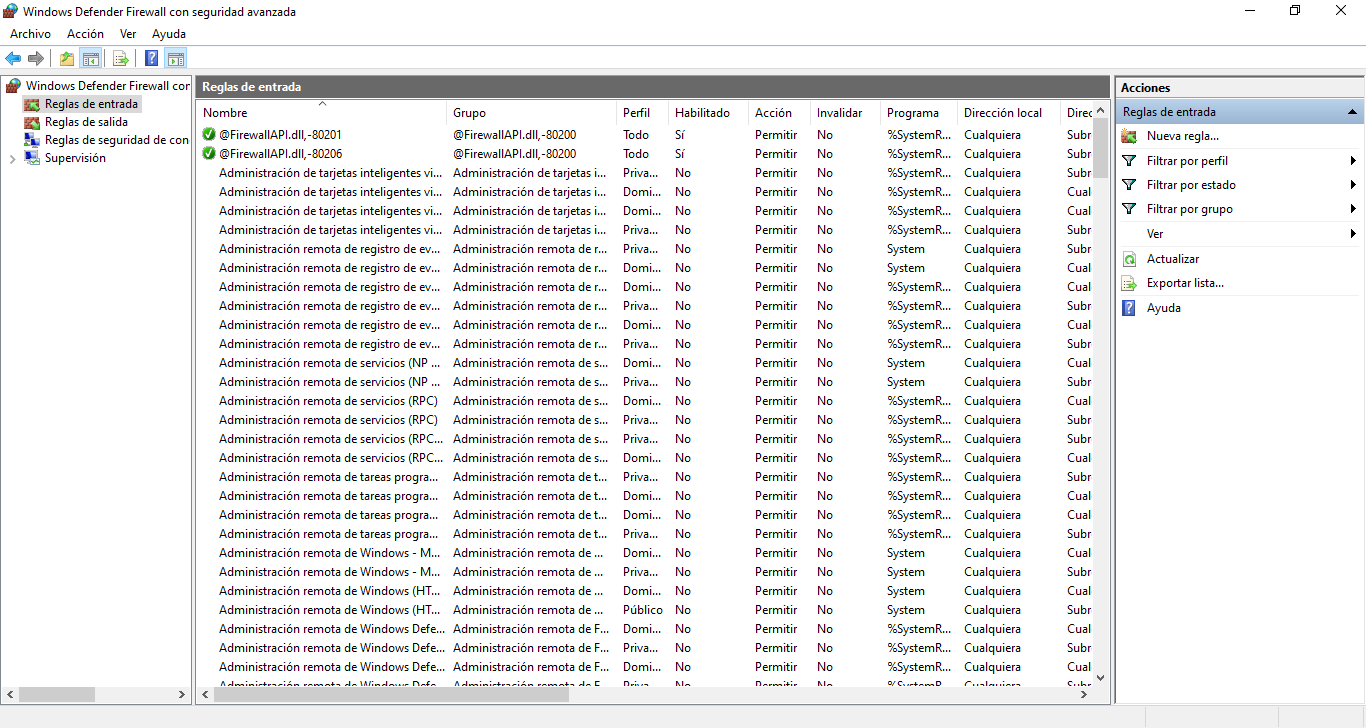 Windows Defender Firewall con seguridad avanzada
Archivo Acción Ver Ayuda
Windows Defender Firewall cor
Reglas de entrada
Reglas de salida
Reglas de seguridad de con
Supervisión
Reglas de entrada
Nombre Grupo Perfil Habilitado Acción Invalidar Programa Dirección local Direc
@FirewallAPI.dll,-80201 @FirewallAPI.dll,-80200 Todo Sí Permitir No %SystemR... Cualquiera Subr
@FirewallAPI.dll,-80206 @FirewallAPI.dll,-80200 Todo Sí Permitir No %SystemR... Cualquiera Subr
Administración de tarjetas inteligentes vi... Administración de tarjetas i... Priva... No Permitir No %SystemR... Cualquiera Subr
Administración de tarjetas inteligentes vi... Administración de tarjetas i... Domi... No Permitir No %SystemR... Cualquiera Cual
Administración de tarjetas inteligentes vi... Administración de tarjetas i... Domi... No Permitir No %SystemR... Cualquiera Cual
Administración de tarjetas inteligentes vi... Administración de tarjetas i... Priva... No Permitir No %SystemR... Cualquiera Subr
Administración remota de registro de ev... Administración remota de r... Priva... No Permitir No System Cualquiera Subr
Administración remota de registro de ev... Administración remota de r... Domi... No Permitir No System Cualquiera Cual
Administración remota de registro de ev... Administración remota de r... Domi... No Permitir No %SystemR... Cualquiera Cual
Administración remota de registro de ev... Administración remota de r... Priva... No Permitir No %SystemR... Cualquiera Subr
Administración remota de registro de ev... Administración remota de r... Domi... No Permitir No %SystemR... Cualquiera Cual
Administración remota de registro de ev... Administración remota de r... Priva... No Permitir No %SystemR... Cualquiera Subr
Administración remota de servicios (NP ... Administración remota de s... Domi... No Permitir No System Cualquiera Cual
Administración remota de servicios (NP ... Administración remota de s... Priva... No Permitir No System Cualquiera Subr
Administración remota de servicios (RPC) Administración remota de s... Domi... No Permitir No %SystemR... Cualquiera Cual
Administración remota de servicios (RPC) Administración remota de s... Priva... No Permitir No %SystemR... Cualquiera Subr
Administración remota de servicios (RPC... Administración remota de s... Priva... No Permitir No %SystemR... Cualquiera Subr
Administración remota de servicios (RPC... Administración remota de s... Domi... No Permitir No %SystemR... Cualquiera Cual
Administración remota de tareas progra... Administración remota de t... Priva... No Permitir No %SystemR... Cualquiera Subr
Administración remota de tareas progra... Administración remota de t... Domi... No Permitir No %SystemR... Cualquiera Cual
Administración remota de tareas progra... Administración remota de t... Domi... No Permitir No %SystemR... Cualquiera Cual
Administración remota de tareas progra... Administración remota de t... Priva... No Permitir No %SystemR... Cualquiera Subr
Administración remota de Windows - M... Administración remota de ... Domi... No Permitir No System Cualquiera Cual
Administración remota de Windows - M... Administración remota de ... Priva... No Permitir No System Cualquiera Subr
Administración remota de Windows (HT... Administración remota de ... Domi... No Permitir No System Cualquiera Cual
Administración remota de Windows (HT... Administración remota de ... Público No Permitir No System Cualquiera Subr
Administración remota de Windows Defe... Administración remota de F... Domi... No Permitir No %SystemR... Cualquiera Cual
Administración remota de Windows Defe... Administración remota de F... Priva... No Permitir No %SystemR... Cualquiera Subr
Administración remota de Windows Defe... Administración remota de F... Domi... No Permitir No %SystemR... Cualquiera Cual
Acciones
Reglas de entrada
Nueva regla...
Filtrar por perfil
Filtrar por estado
Filtrar por grupo
Ver
Actualizar
Exportar lista...
Ayuda